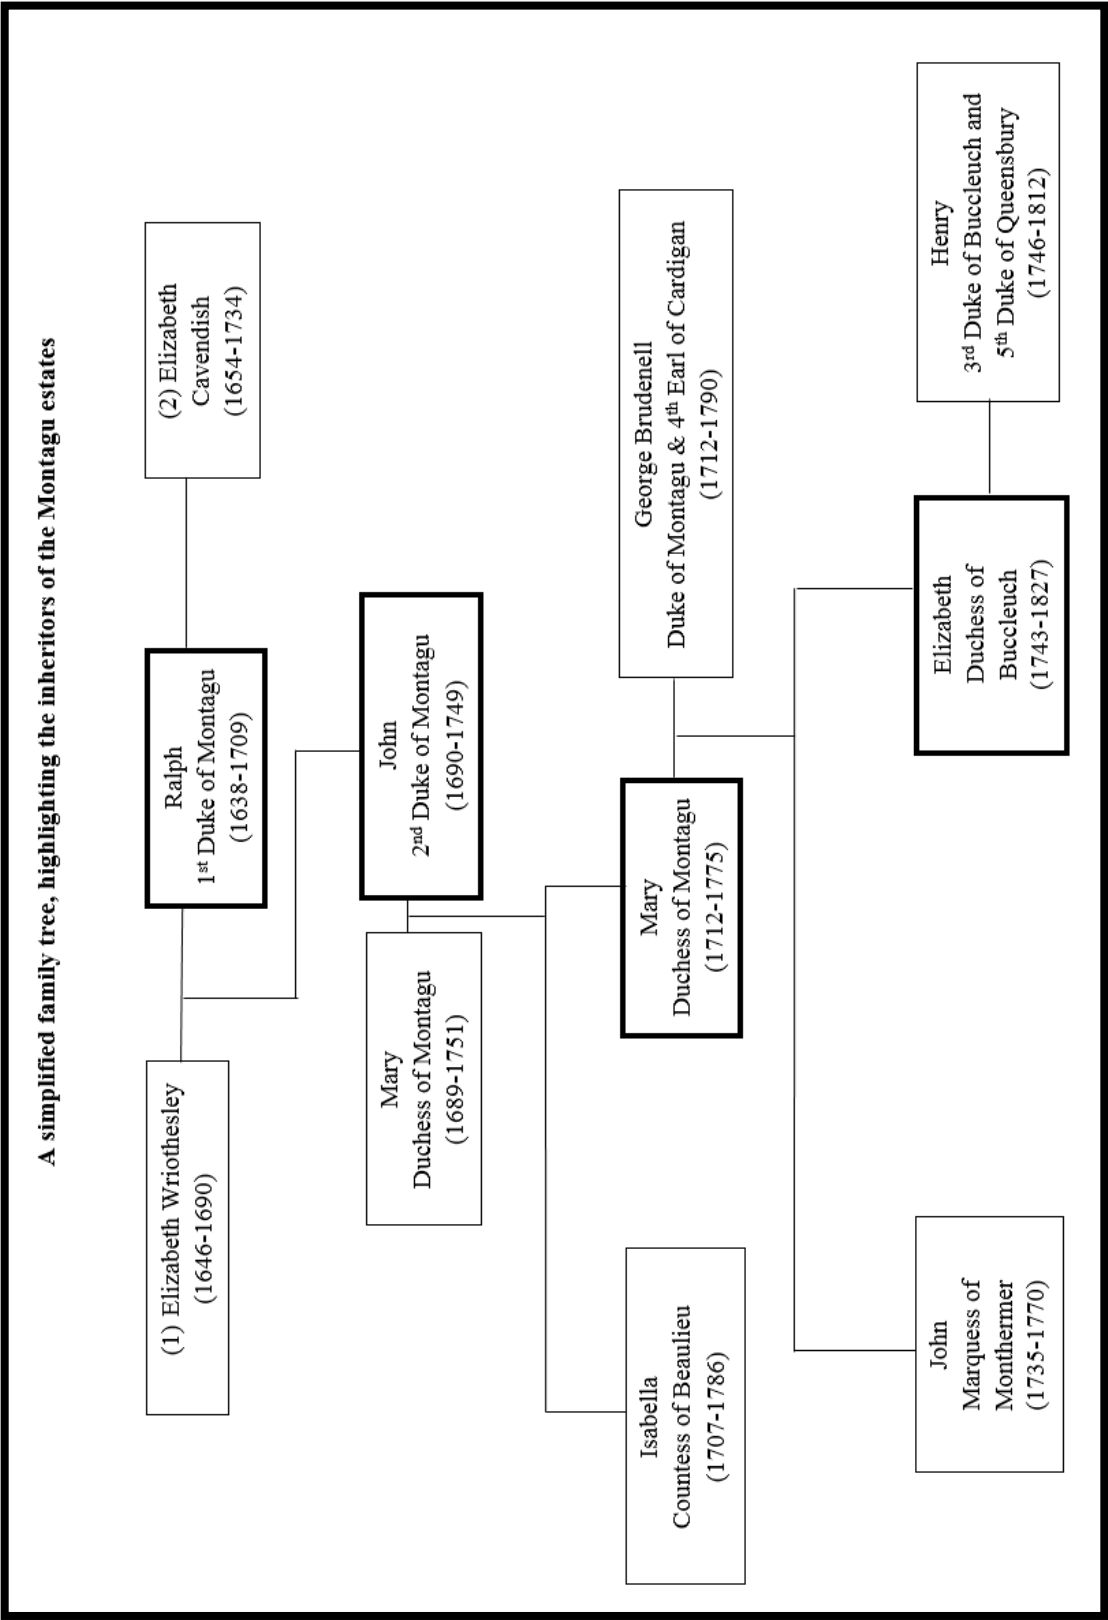 A simplified family tree, highlighting the inheritors of the Montagu estates
(1) Elizabeth Wriothesley
(1646-1690)
Ralph
1st Duke of Montagu
(1638-1709)
(2) Elizabeth
Cavendish
(1654-1734)
Mary
Duchess of Montagu
(1689-1751)
John
2nd Duke of Montagu
(1690-1749)
Isabella
Countess of Beaulieu
(1707-1786)
Mary
Duchess of Montagu
(1712-1775)
George Brudenell
Duke of Montagu & 4th Earl of Cardigan
(1712-1790)
John
Marquess of
Monthermer
(1735-1770)
Elizabeth
Duchess of
Buccleuch
(1743-1827)
Henry
3rd Duke of Buccleuch and
5th Duke of Queensbury
(1746-1812)